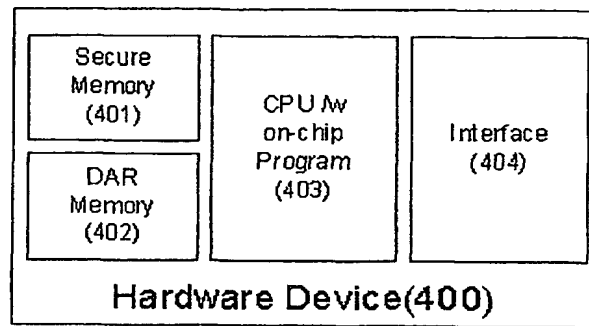 Secure
Memory
(401)
DAR
Memory
(402)
CPU /w
on-chip
Program
(403)
Interface
(404)
Hardware Device(400)